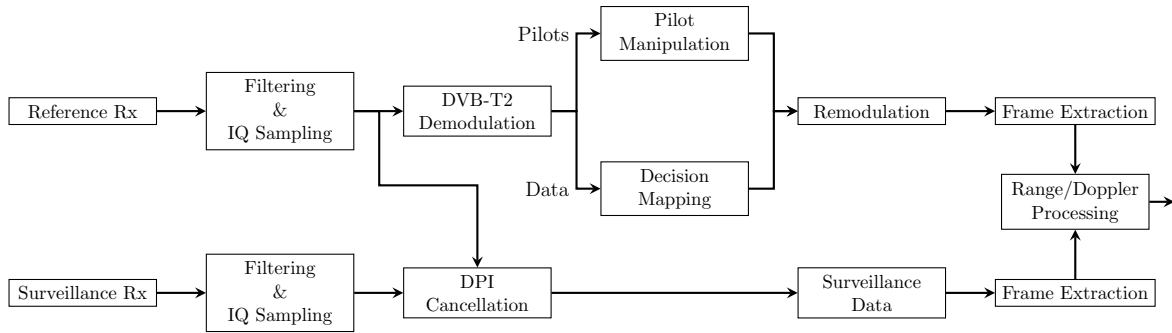 Pilots
Pilot
Manipulation
Reference Rx
Filtering
&
IQ Sampling
DVB-T2
Demodulation
Remodulation
Frame Extraction
Data
Decision
Mapping
Range/Doppler
Processing
Surveillance Rx
Filtering
&
IQ Sampling
DPI
Cancellation
Surveillance
Data
Frame Extraction